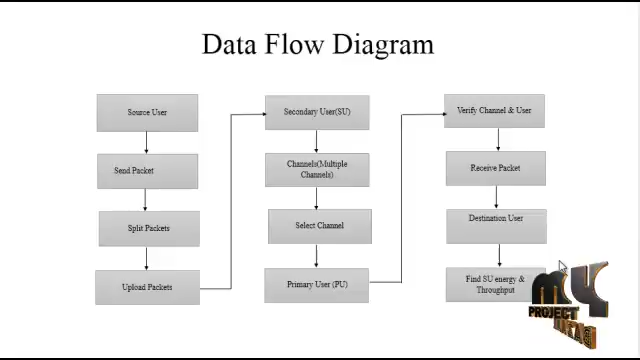 Data Flow Diagram
Source User
Send Packet
Split Packets
Upload Packets
Secondary User(SU)
Channels(Multiple
Channels)
Select Channel
Primary User (PU)
Verify Channel & User
Receive Packet
Destination User
Find SU energy &
Throughput
MY
PROJECT